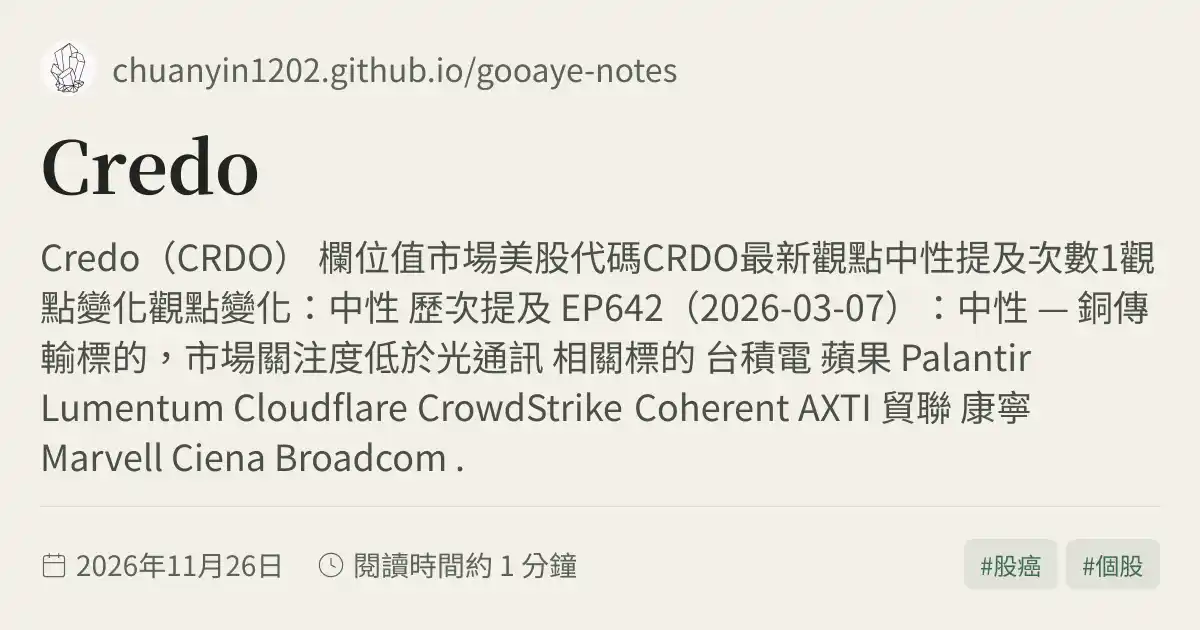 chuanyin1202.github.io/gooaye-notes
Credo
Credo（CRDO） 欄位值市場美股代碼CRDO最新觀點中性提及次數1觀
點變化觀點變化：中性 歷次提及 EP642（2026-03-07）：中性 — 銅傳
輸標的，市場關注度低於光通訊 相關標的 台積電 蘋果 Palantir
Lumentum Cloudflare CrowdStrike Coherent AXTI 貿聯 康寧
Marvell Ciena Broadcom .
2026年11月26日 閱讀時間約 1 分鐘 #股癌 #個股